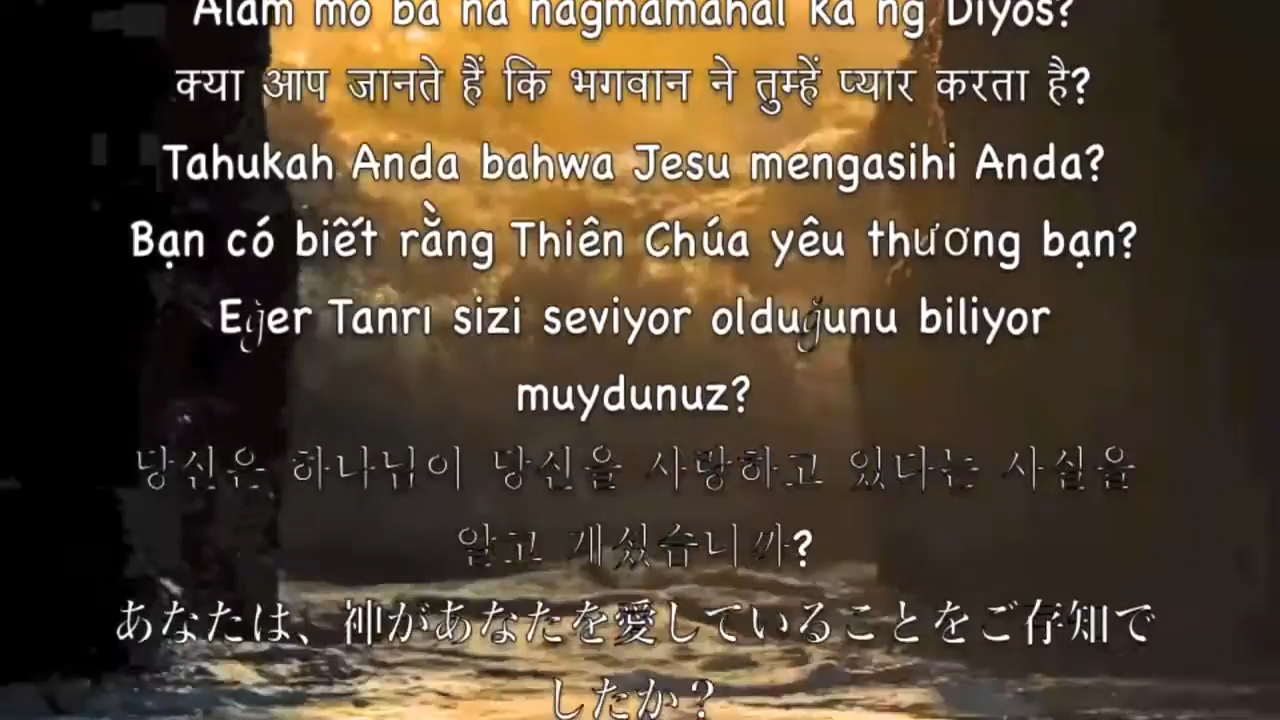 Alam mo ba na nagmamahal ka ng Diyos?
क्या आप जानते हैं कि भगवान ने तुम्हें प्यार करता है?
Tahukah Anda bahwa Jesu mengasihi Anda?
Bạn có biết rằng Thiên Chúa yêu thương bạn?
Eğer Tanrı sizi seviyor olduğunu biliyor
muydunuz?
당신은 하나님이 당신을 사랑하고 있다는 사실을
알고 계셨습니까?
あなたは、神があなたを愛していることをご存知で
したか？